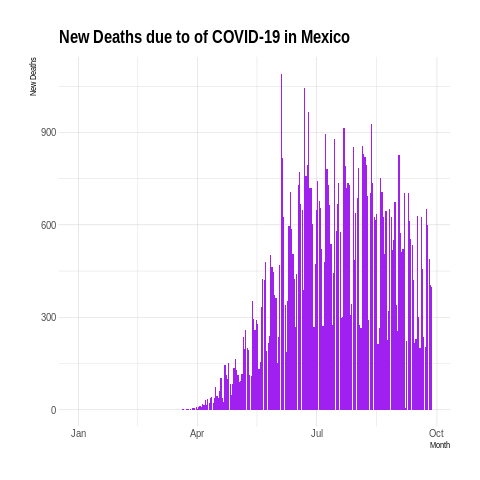 New Deaths due to of COVID-19 in Mexico
New Deaths
900
600
300
0
Jan Apr Jul Oct
Month